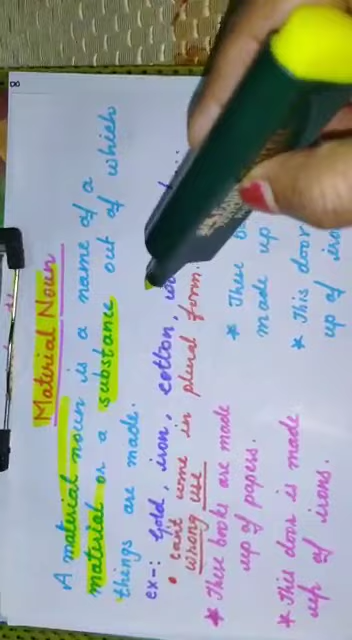 Material Noun
A material noun is a name of a
material or a substance out of which
things are made.
ex-: Gold, iron, cotton,
• can't come in plural form.
wrong use
* These books are made
up of papers.
* This door is made
up of irons.
* These
made up
* This door
up of iron